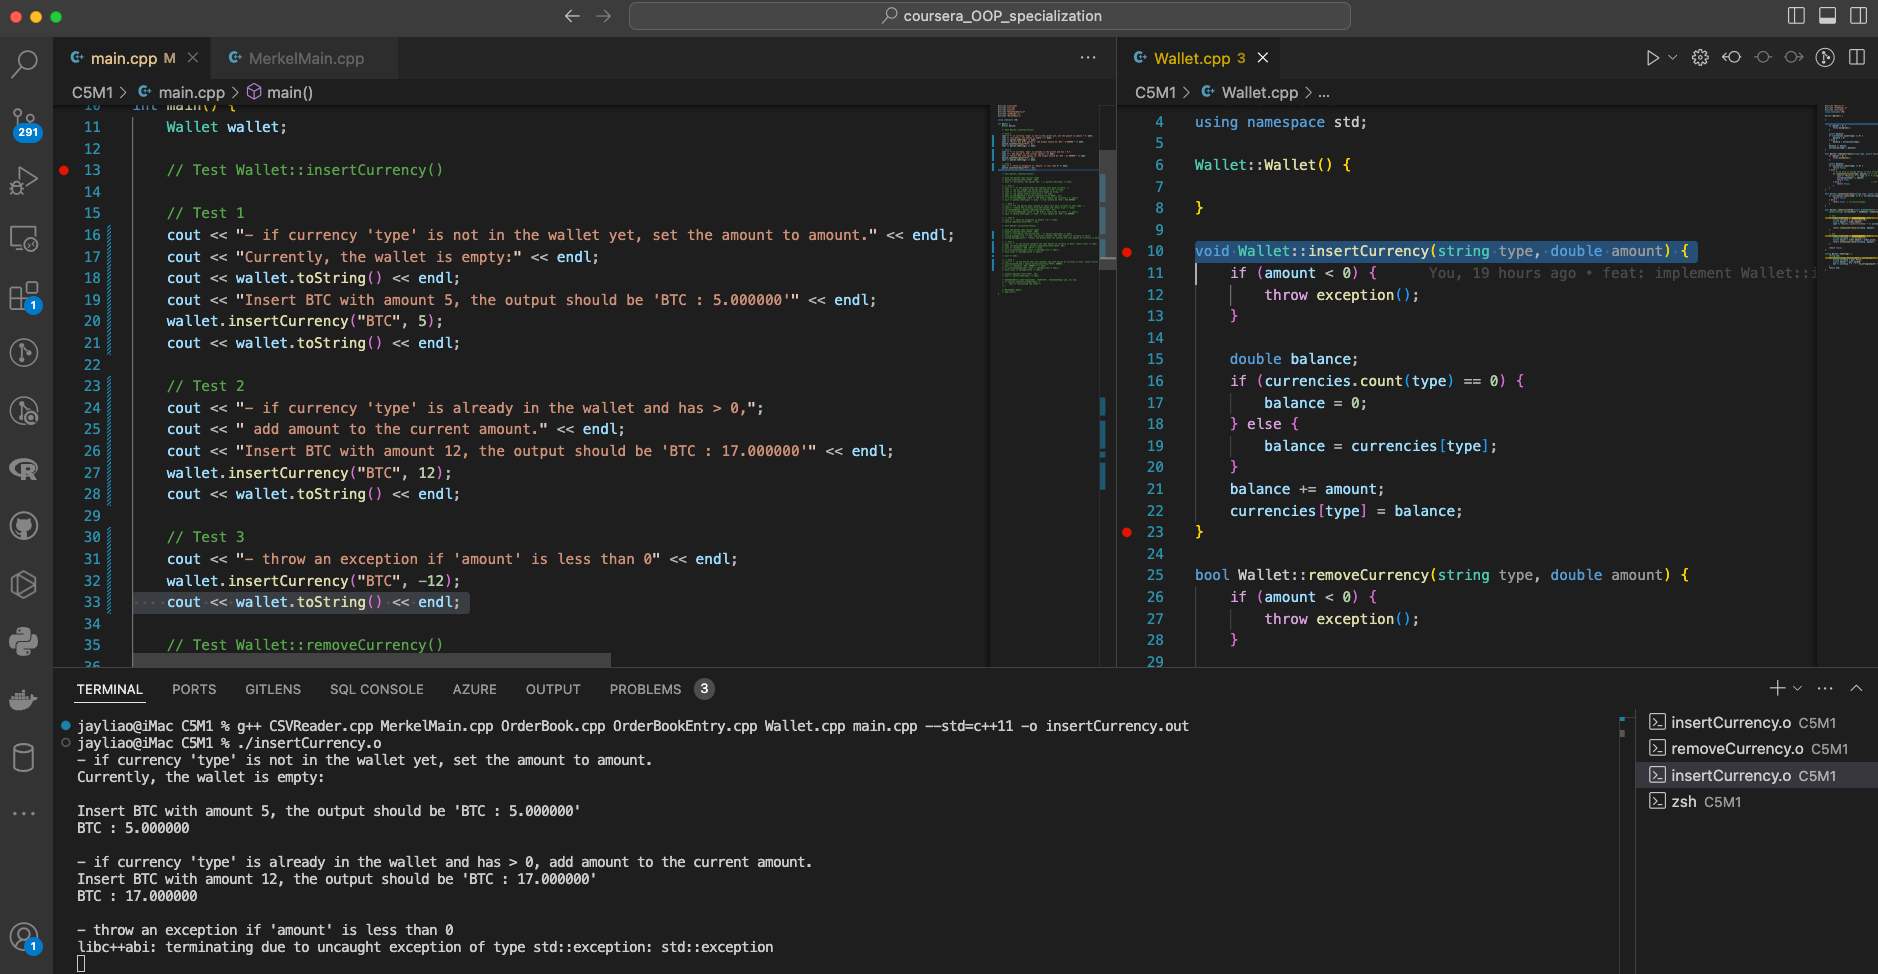 coursera_OOP_specialization
main.cpp M
MerkelMain.cpp
Wallet.cpp 3
C5M1 > main.cpp > main()
C5M1 > Wallet.cpp > ...
291
1
1
10 int main() {
11 Wallet wallet;
12
13 // Test Wallet::insertCurrency()
14
15 // Test 1
16 cout << "- if currency 'type' is not in the wallet yet, set the amount to amount." << endl;
17 cout << "Currently, the wallet is empty:" << endl;
18 cout << wallet.toString() << endl;
19 cout << "Insert BTC with amount 5, the output should be 'BTC : 5.000000'" << endl;
20 wallet.insertCurrency("BTC", 5);
21 cout << wallet.toString() << endl;
22
23 // Test 2
24 cout << "- if currency 'type' is already in the wallet and has > 0,";
25 cout << " add amount to the current amount." << endl;
26 cout << "Insert BTC with amount 12, the output should be 'BTC : 17.000000'" << endl;
27 wallet.insertCurrency("BTC", 12);
28 cout << wallet.toString() << endl;
29
30 // Test 3
31 cout << "- throw an exception if 'amount' is less than 0" << endl;
32 wallet.insertCurrency("BTC", -12);
33 cout << wallet.toString() << endl;
34
35 // Test Wallet::removeCurrency()
36
4 using namespace std;
5
6 Wallet::Wallet() {
7
8 }
9
10 void Wallet::insertCurrency(string type, double amount) {
11 if (amount < 0) { You, 19 hours ago • feat: implement Wallet::i
12 throw exception();
13 }
14
15 double balance;
16 if (currencies.count(type) == 0) {
17 balance = 0;
18 } else {
19 balance = currencies[type];
20 }
21 balance += amount;
22 currencies[type] = balance;
23 }
24
25 bool Wallet::removeCurrency(string type, double amount) {
26 if (amount < 0) {
27 throw exception();
28 }
29
TERMINAL PORTS GITLENS SQL CONSOLE AZURE OUTPUT PROBLEMS 3
jayliao@iMac C5M1 % g++ CSVReader.cpp MerkelMain.cpp OrderBook.cpp OrderBookEntry.cpp Wallet.cpp main.cpp --std=c++11 -o insertCurrency.out
jayliao@iMac C5M1 % ./insertCurrency.o
- if currency 'type' is not in the wallet yet, set the amount to amount.
Currently, the wallet is empty:
Insert BTC with amount 5, the output should be 'BTC : 5.000000'
BTC : 5.000000
- if currency 'type' is already in the wallet and has > 0, add amount to the current amount.
Insert BTC with amount 12, the output should be 'BTC : 17.000000'
BTC : 17.000000
- throw an exception if 'amount' is less than 0
libc++abi: terminating due to uncaught exception of type std::exception: std::exception
insertCurrency.o C5M1
removeCurrency.o C5M1
insertCurrency.o C5M1
zsh C5M1